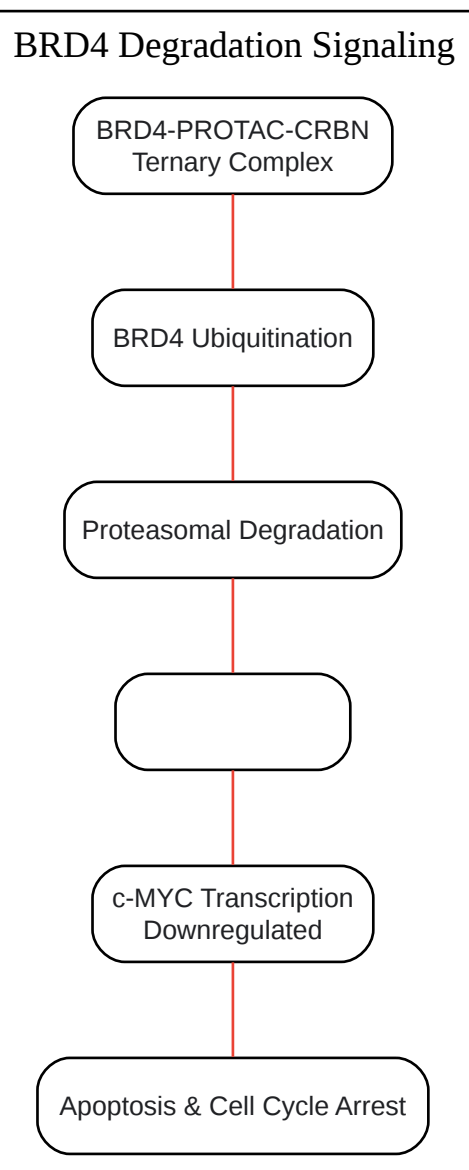 BRD4 Degradation Signaling
BRD4-PROTAC-CRBN
Ternary Complex
BRD4 Ubiquitination
Proteasomal Degradation
c-MYC Transcription
Downregulated
Apoptosis & Cell Cycle Arrest